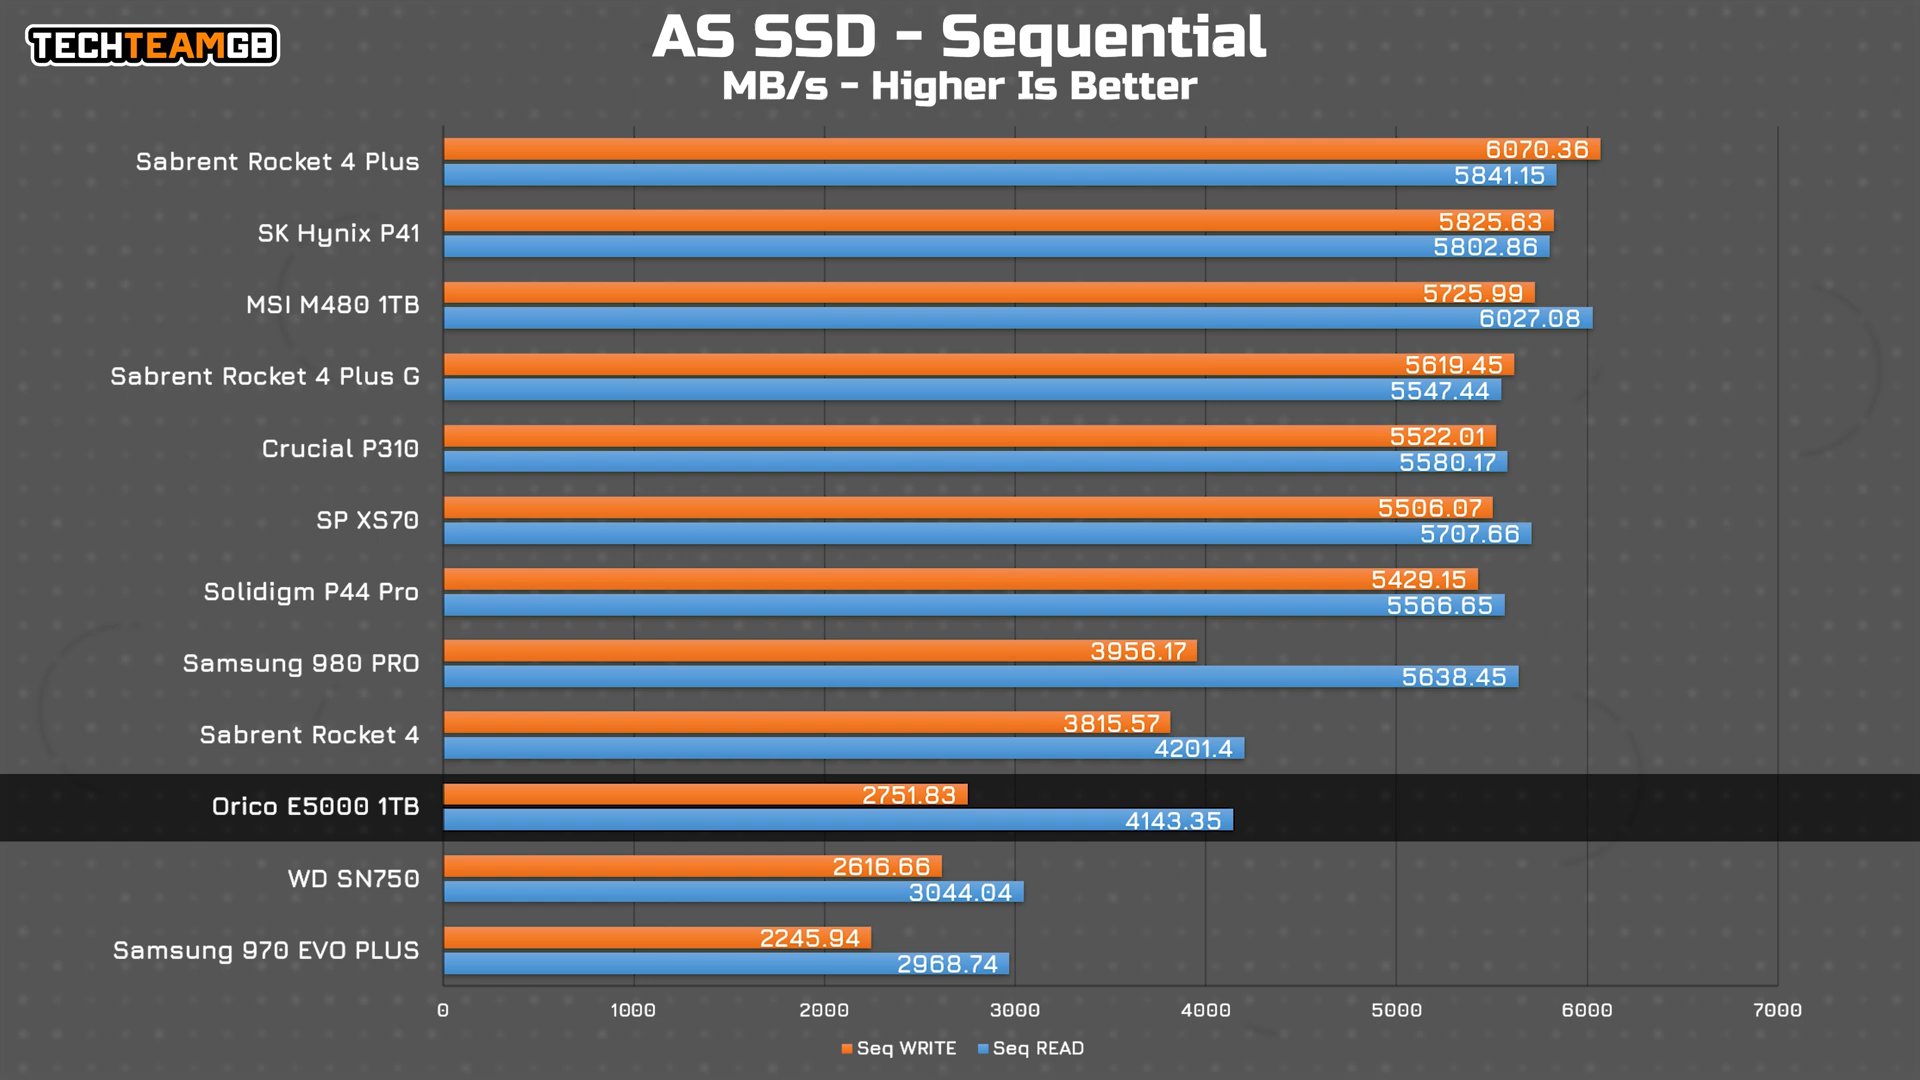 TECHTEAMGB
AS SSD - Sequential
MB/s - Higher Is Better
Sabrent Rocket 4 Plus
6070.36
5841.15
SK Hynix P41
5825.63
5802.86
MSI M480 1TB
5725.99
6027.08
Sabrent Rocket 4 Plus G
5619.45
5547.44
Crucial P310
5522.01
5580.17
SP XS70
5506.07
5707.66
Solidigm P44 Pro
5429.15
5566.65
Samsung 980 PRO
3956.17
5638.45
Sabrent Rocket 4
3815.57
4201.4
Orico E5000 1TB
2751.83
4143.35
WD SN750
2616.66
3044.04
Samsung 970 EVO PLUS
2245.94
2968.74
0 1000 2000 3000 4000 5000 6000 7000
Seq WRITE Seq READ